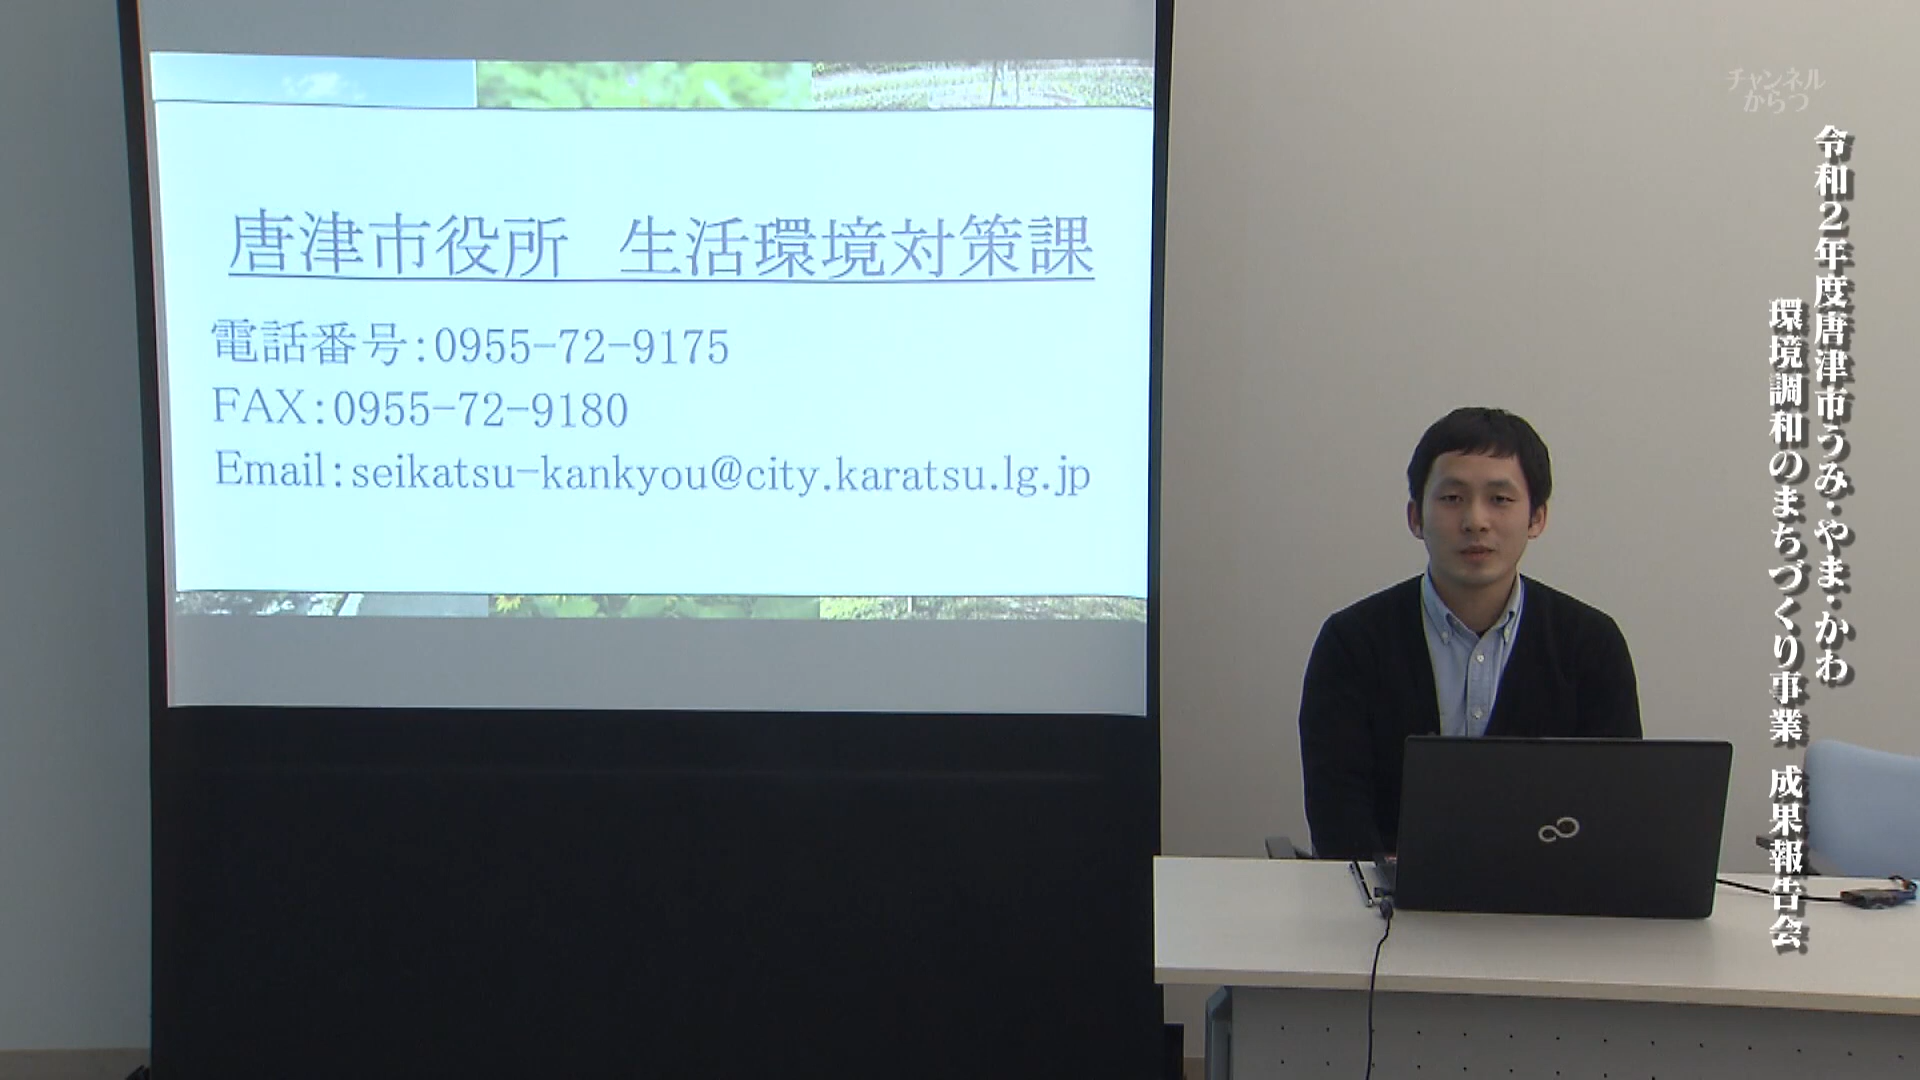 唐津市役所　生活環境対策課
電話番号：0955-72-9175
FAX：0955-72-9180
Email：seikatsu-kankyou@city.karatsu.lg.jp
チャンネル
からつ
令和２年度唐津市うみ・やま・かわ
環境調和のまちづくり事業 成果報告会